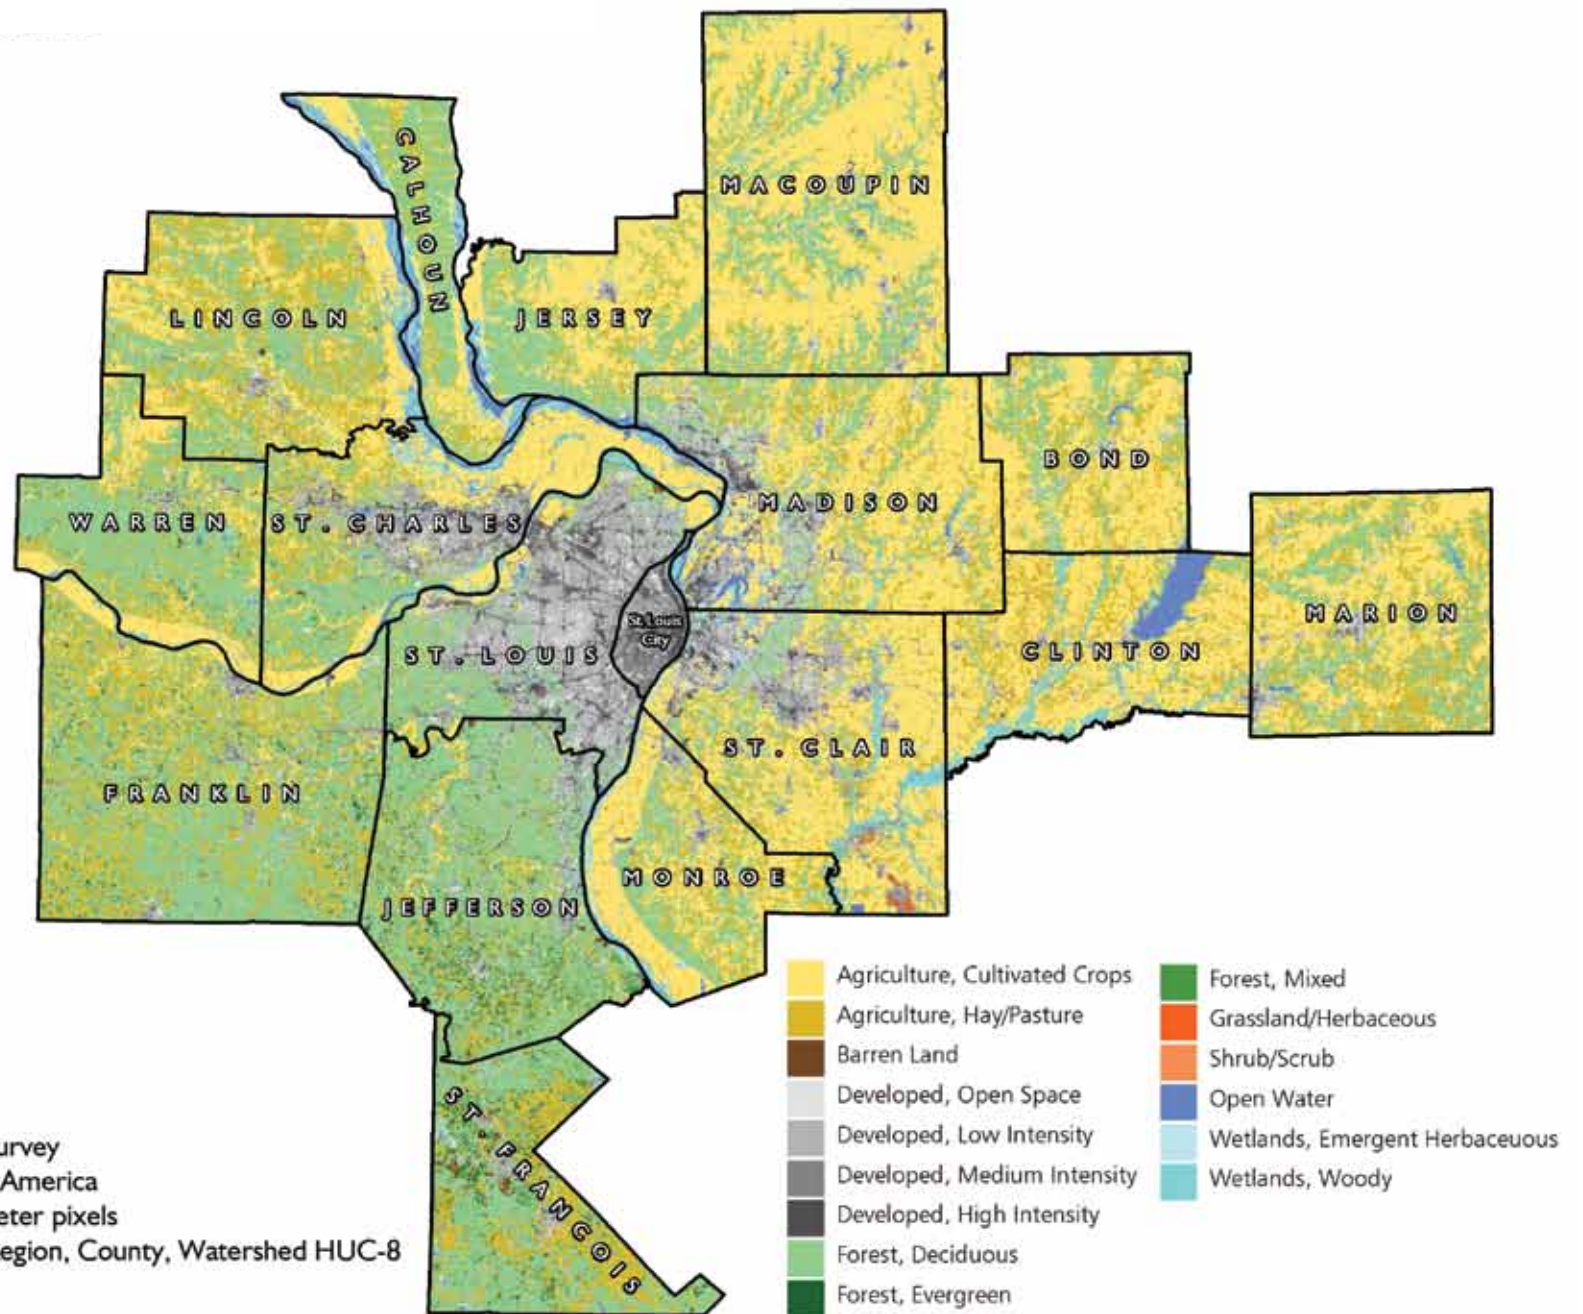 CALHOUN
MACOUPIN
LINCOLN
JERSEY
BOND
WARREN
ST. CHARLES
MADISON
MARION
St. Louis
City
ST. LOUIS
CLINTON
ST. CLAIR
FRANKLIN
MONROE
JEFFERSON
ST. FRANCOIS
Agriculture, Cultivated Crops
Agriculture, Hay/Pasture
Barren Land
Developed, Open Space
Developed, Low Intensity
Developed, Medium Intensity
Developed, High Intensity
Forest, Deciduous
Forest, Evergreen
Forest, Mixed
Grassland/Herbaceous
Shrub/Scrub
Open Water
Wetlands, Emergent Herbaceuous
Wetlands, Woody
urvey
America
eter pixels
egion, County, Watershed HUC-8